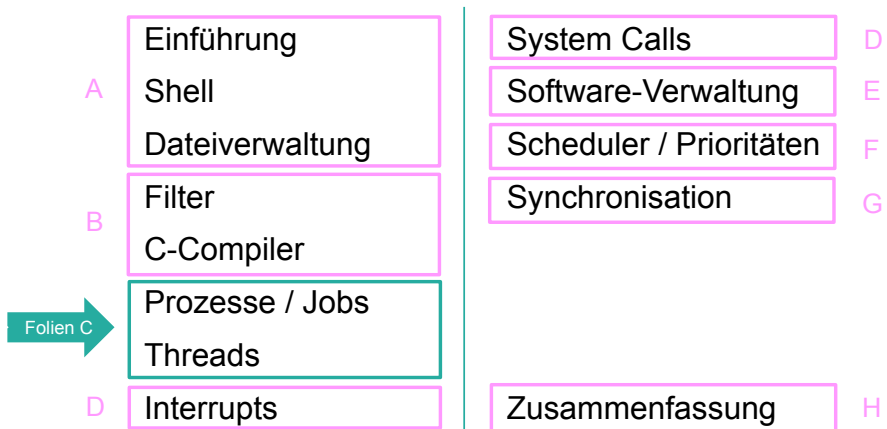 Einführung
A
Shell
Dateiverwaltung
B
Filter
C-Compiler
Folien C
Prozesse / Jobs
Threads
D
Interrupts
System Calls
D
Software-Verwaltung
E
Scheduler / Prioritäten
F
Synchronisation
G
Zusammenfassung
H